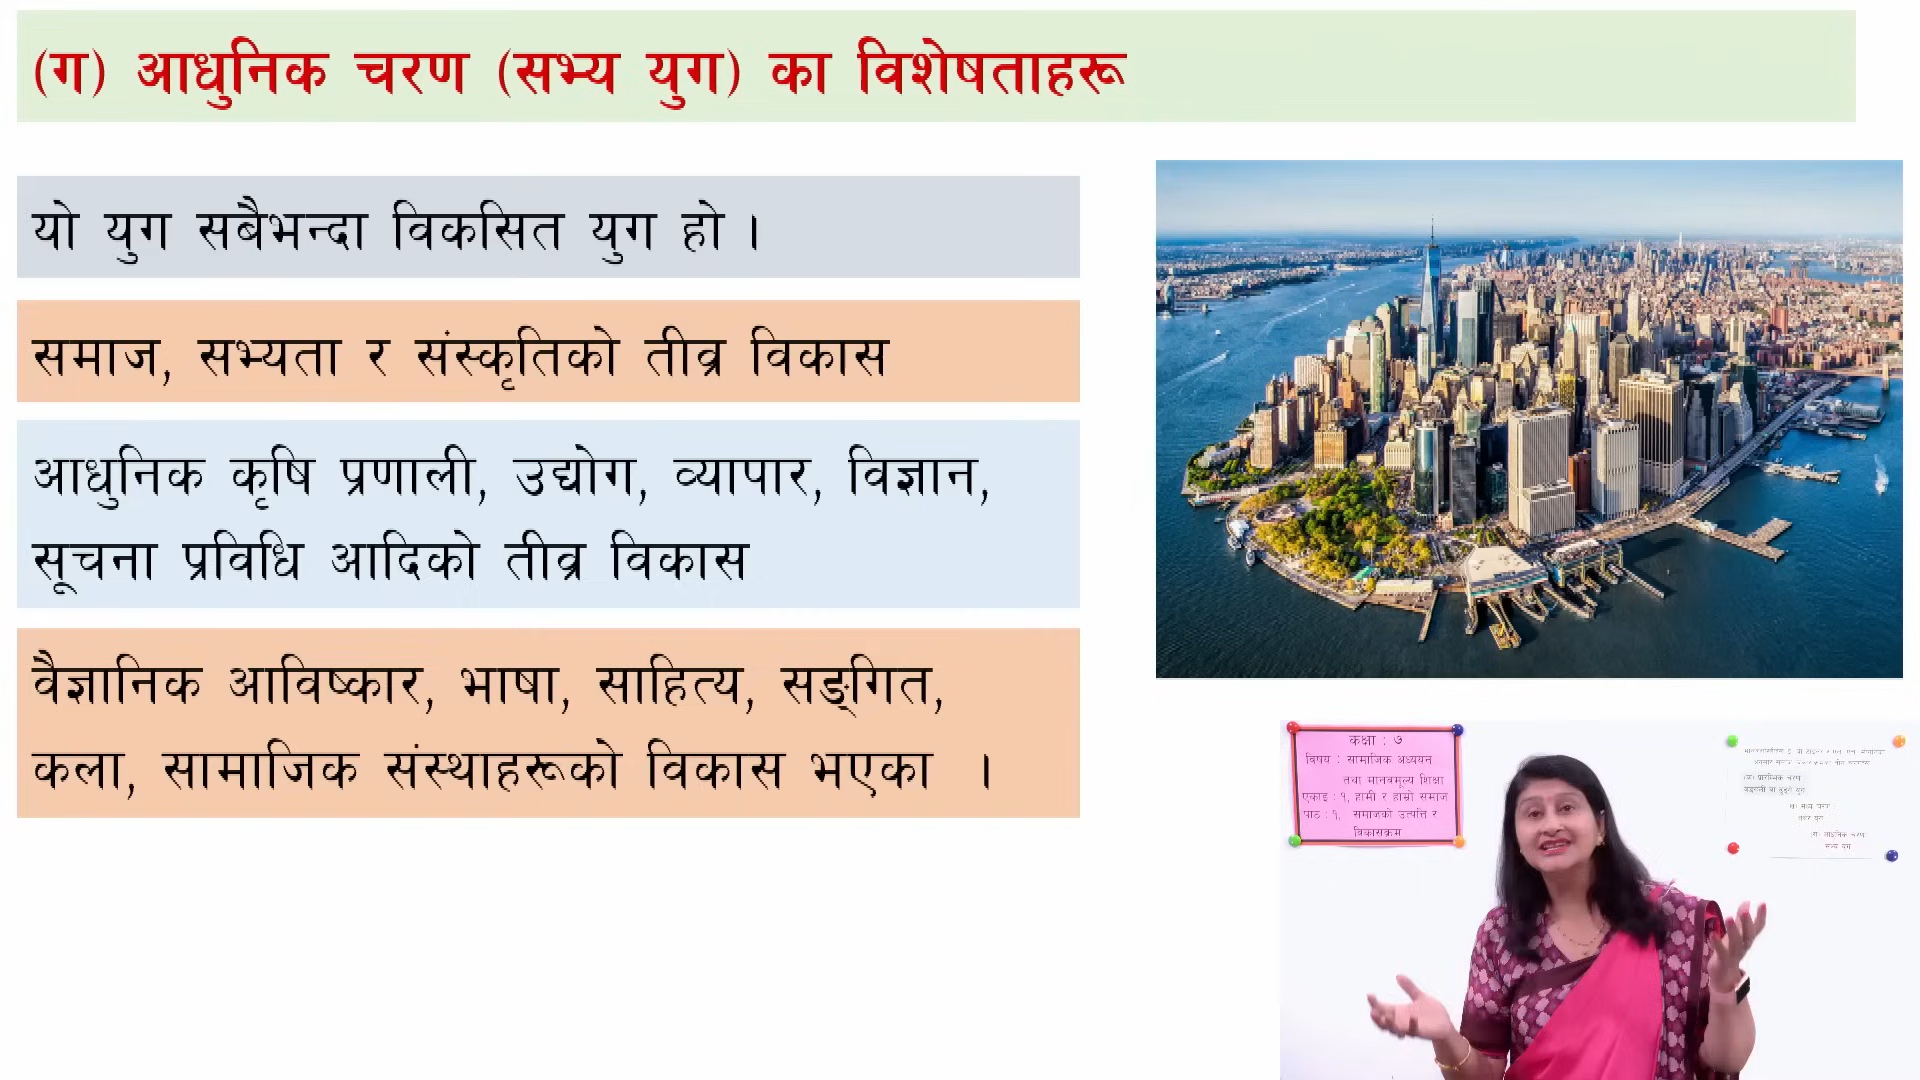 (ग) आधुनिक चरण (सभ्य युग) का विशेषताहरू
यो युग सबैभन्दा विकसित युग हो ।
समाज, सभ्यता र संस्कृतिको तीव्र विकास
आधुनिक कृषि प्रणाली, उद्योग, व्यापार, विज्ञान,
सूचना प्रविधि आदिको तीव्र विकास
वैज्ञानिक आविष्कार, भाषा, साहित्य, सङ्गित,
कला, सामाजिक संस्थाहरूको विकास भएका ।
कक्षा : ७
विषय : सामाजिक अध्ययन
तथा मानवमूल्य शिक्षा
एकाइ : १, हामी र हाम्रो समाज
पाठ : १, समाजको उत्पत्ति र
विकासक्रम